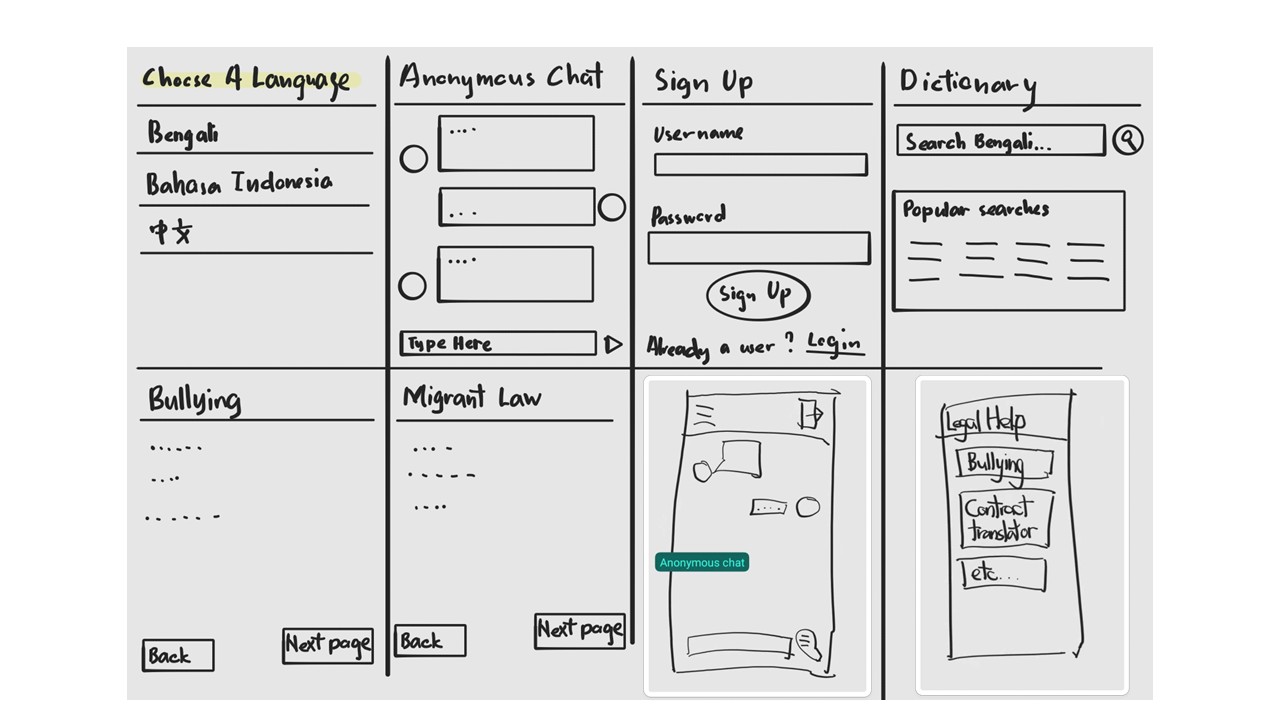 Choose A Language
Bengali
Bahasa Indonesia
中文
Anonymous Chat
....
...
....
Type Here
Sign Up
Username
Password
Sign Up
Already a user? Login
Dictionary
Search Bengali...
Popular searches
Bullying
Back
Next page
Migrant Law
Back
Next page
....
Anonymous chat
Legal Help
Bullying
Contract
translator
etc...